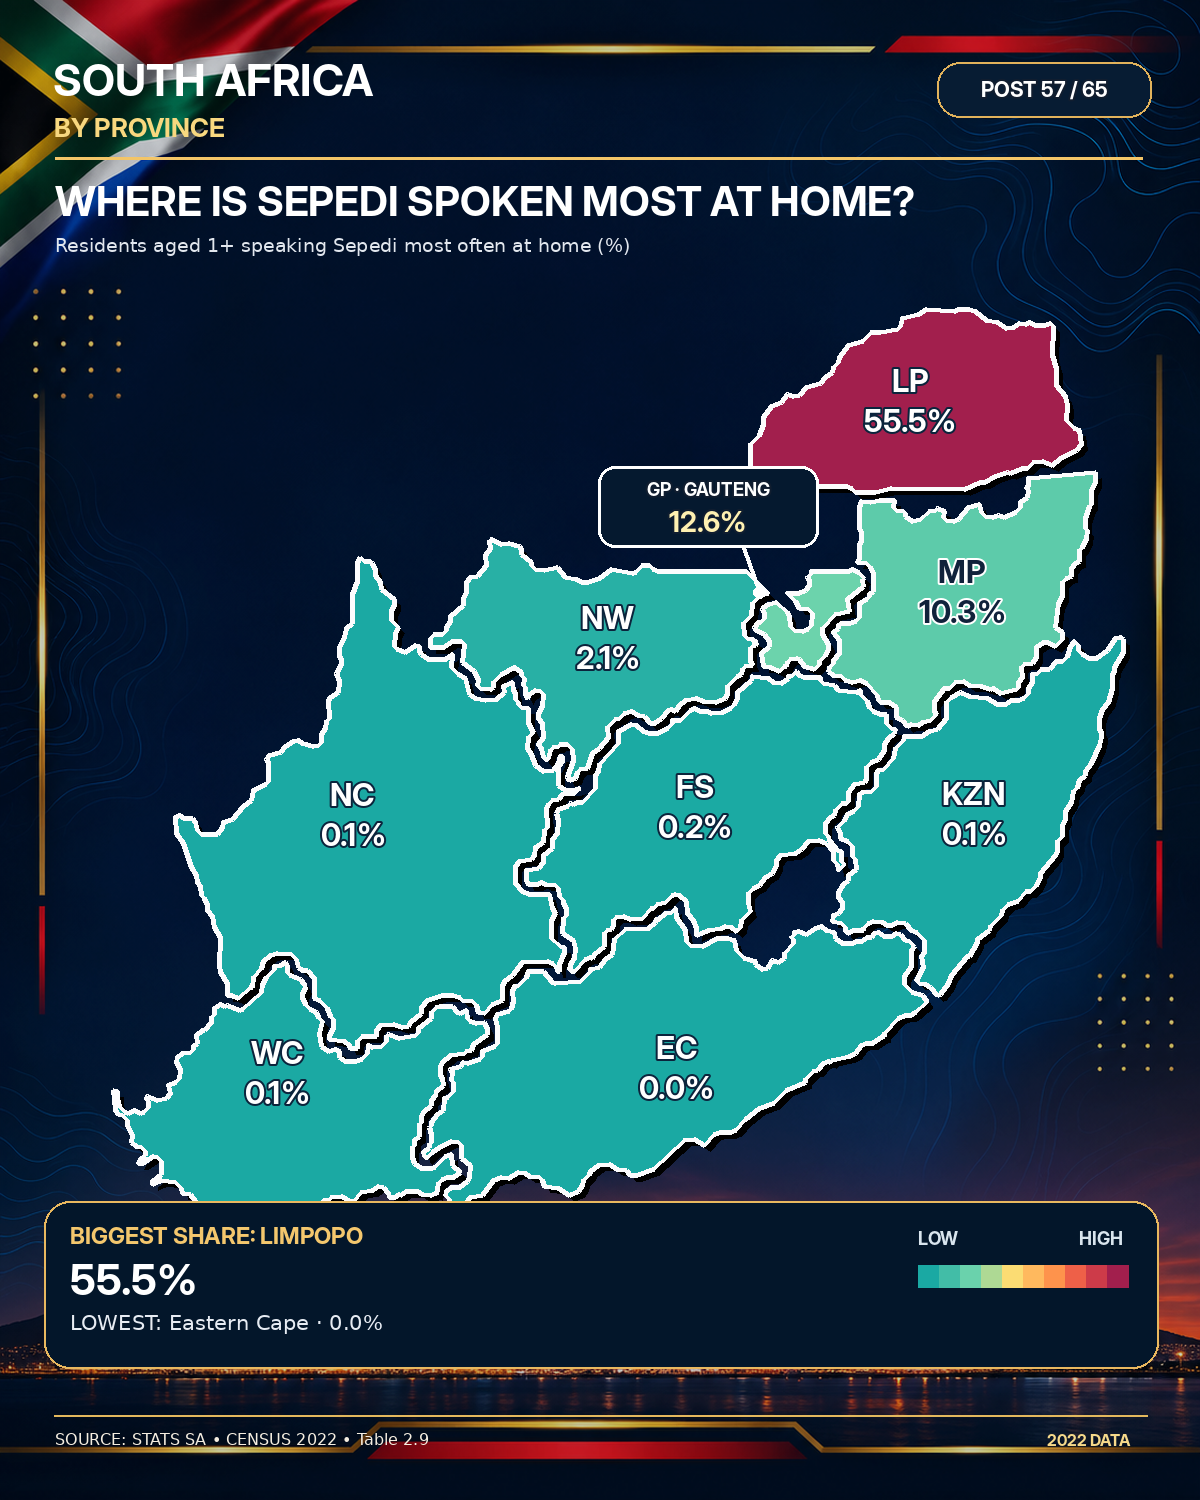 SOUTH AFRICA
BY PROVINCE
POST 57 / 65
WHERE IS SEPEDI SPOKEN MOST AT HOME?
Residents aged 1+ speaking Sepedi most often at home (%)
LP
55.5%
GP · GAUTENG
12.6%
MP
10.3%
NW
2.1%
NC
0.1%
FS
0.2%
KZN
0.1%
WC
0.1%
EC
0.0%
BIGGEST SHARE: LIMPOPO
55.5%
LOWEST: Eastern Cape · 0.0%
LOW
HIGH
SOURCE: STATS SA • CENSUS 2022 • Table 2.9
2022 DATA